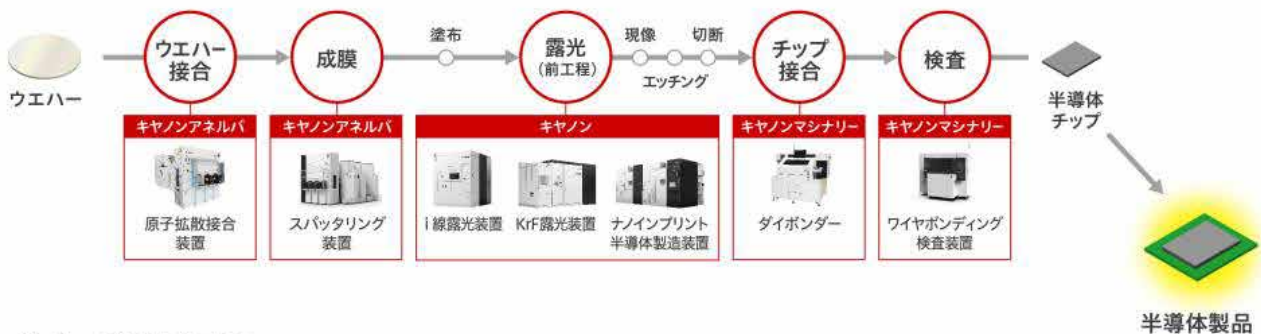 ウエハー
ウエハー
接合
成膜
塗布
露光
(前工程)
現像
エッチング
切断
チップ
接合
検査
半導体
チップ
キヤノンアネルバ
原子拡散接合
装置
キヤノンアネルバ
スパッタリング
装置
キヤノン
i線露光装置
KrF露光装置
ナノインプリント
半導体製造装置
キヤノンマシナリー
ダイボンダー
キヤノンマシナリー
ワイヤボンディング
検査装置
半導体製品